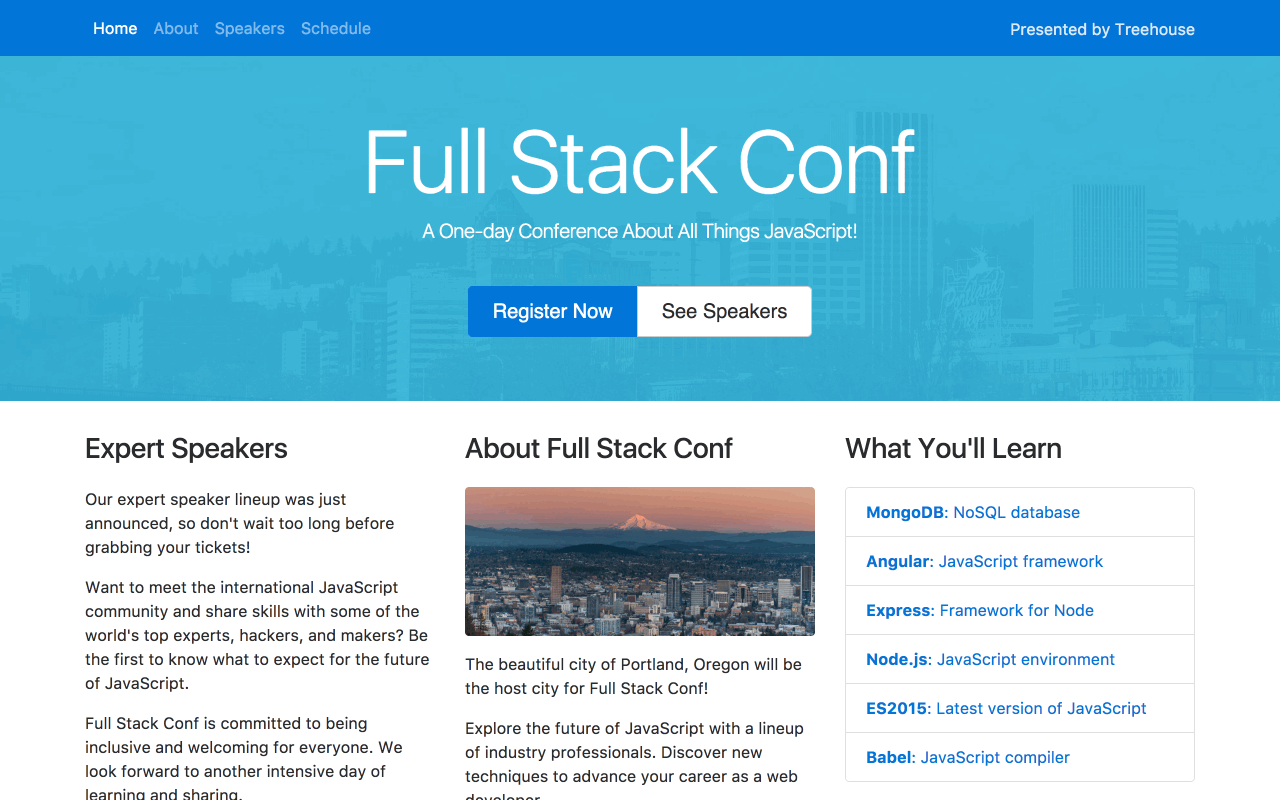 Home About Speakers Schedule
Presented by Treehouse
Full Stack Conf
A One-day Conference About All Things JavaScript!
Register Now
See Speakers
Expert Speakers
Our expert speaker lineup was just
announced, so don't wait too long before
grabbing your tickets!
Want to meet the international JavaScript
community and share skills with some of the
world's top experts, hackers, and makers? Be
the first to know what to expect for the future
of JavaScript.
Full Stack Conf is committed to being
inclusive and welcoming for everyone. We
look forward to another intensive day of
learning and sharing.
About Full Stack Conf
The beautiful city of Portland, Oregon will be
the host city for Full Stack Conf!
Explore the future of JavaScript with a lineup
of industry professionals. Discover new
techniques to advance your career as a web
developer
What You'll Learn
MongoDB: NoSQL database
Angular: JavaScript framework
Express: Framework for Node
Node.js: JavaScript environment
ES2015: Latest version of JavaScript
Babel: JavaScript compiler